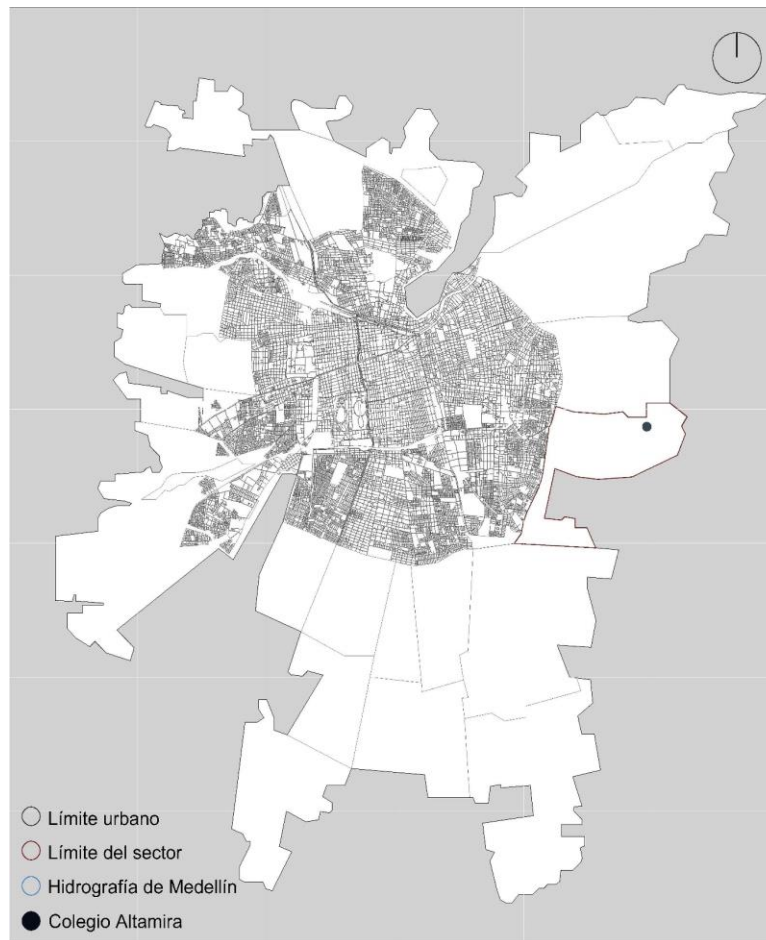 Límite urbano
Límite del sector
Hidrografía de Medellín
Colegio Altamira